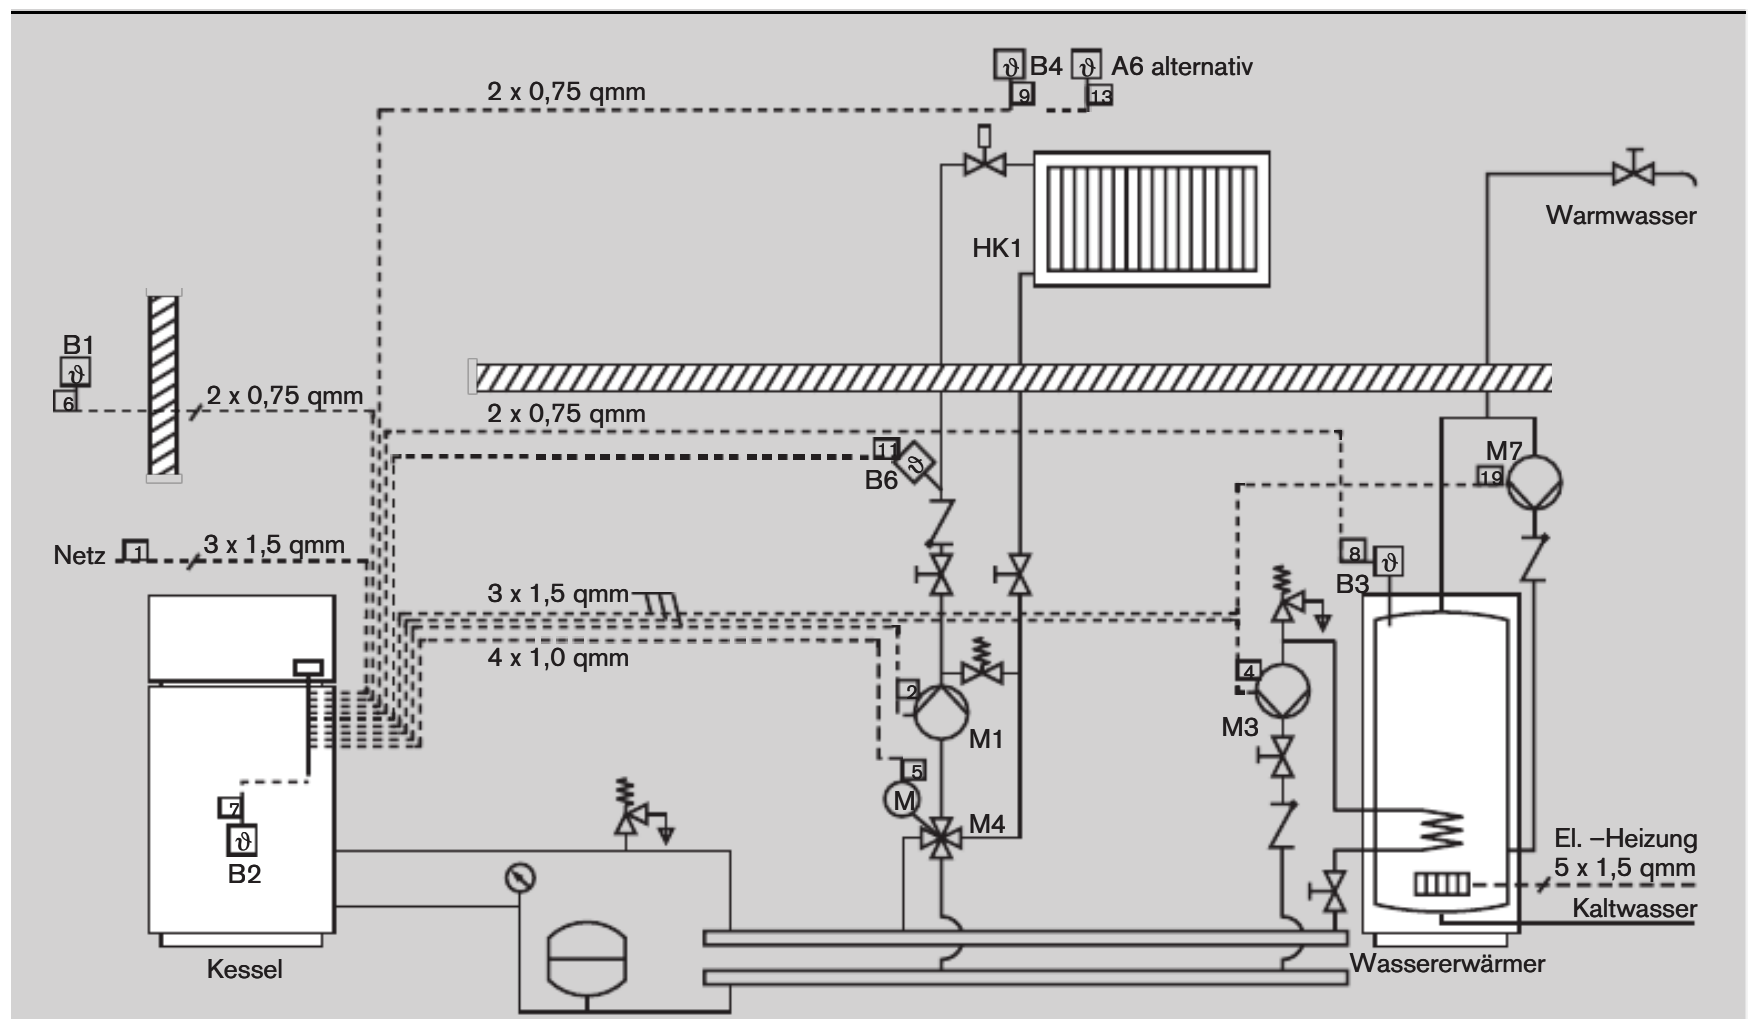 B4
A6 alternativ
ϑ
ϑ
9
13
2 x 0,75 qmm
Warmwasser
HK1
B1
ϑ
6
2 x 0,75 qmm
2 x 0,75 qmm
11
ϑ
B6
M7
19
Netz
1
3 x 1,5 qmm
8
ϑ
B3
3 x 1,5 qmm
4 x 1,0 qmm
2
M1
4
M3
5
M
M4
7
ϑ
B2
El. –Heizung
5 x 1,5 qmm
Kaltwasser
Kessel
Wassererwärmer